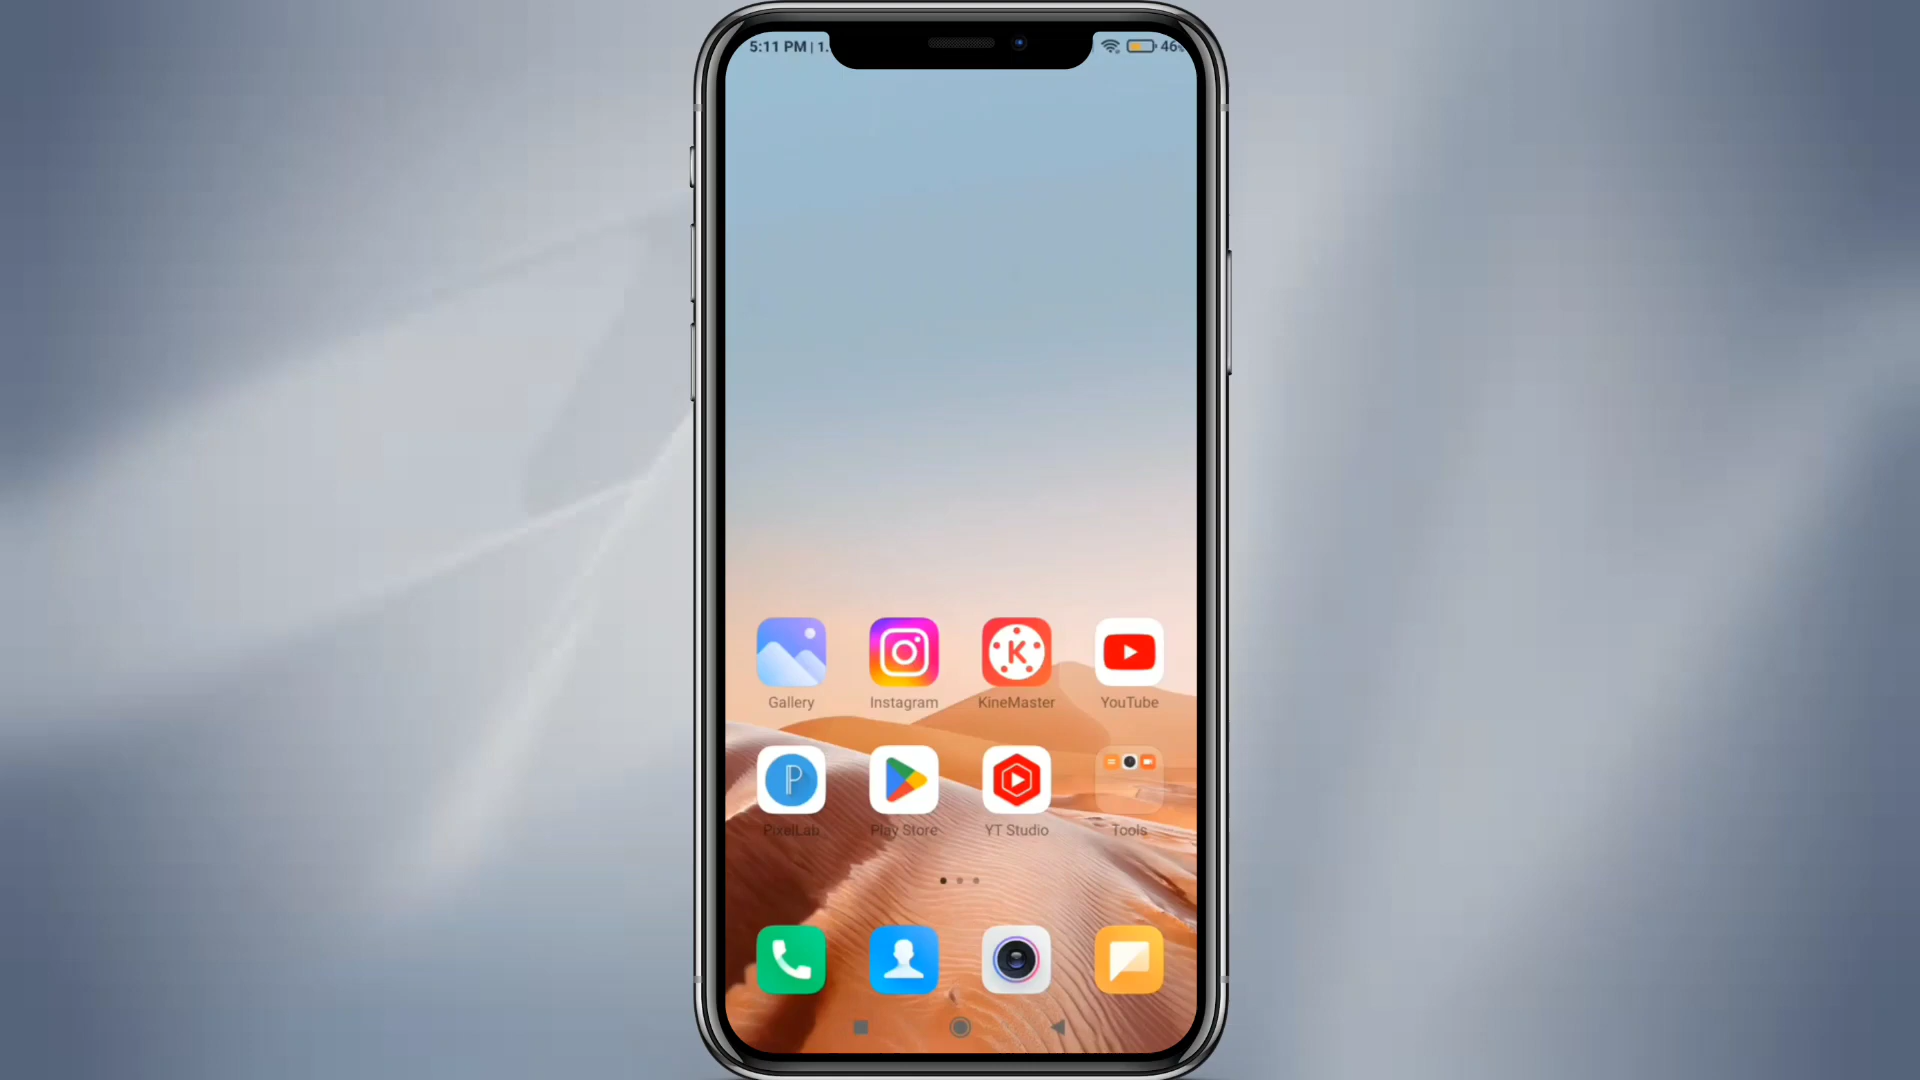 5:11 PM | 1.
46
Gallery
Instagram
KineMaster
YouTube
PixelLab
Play Store
YT Studio
Tools